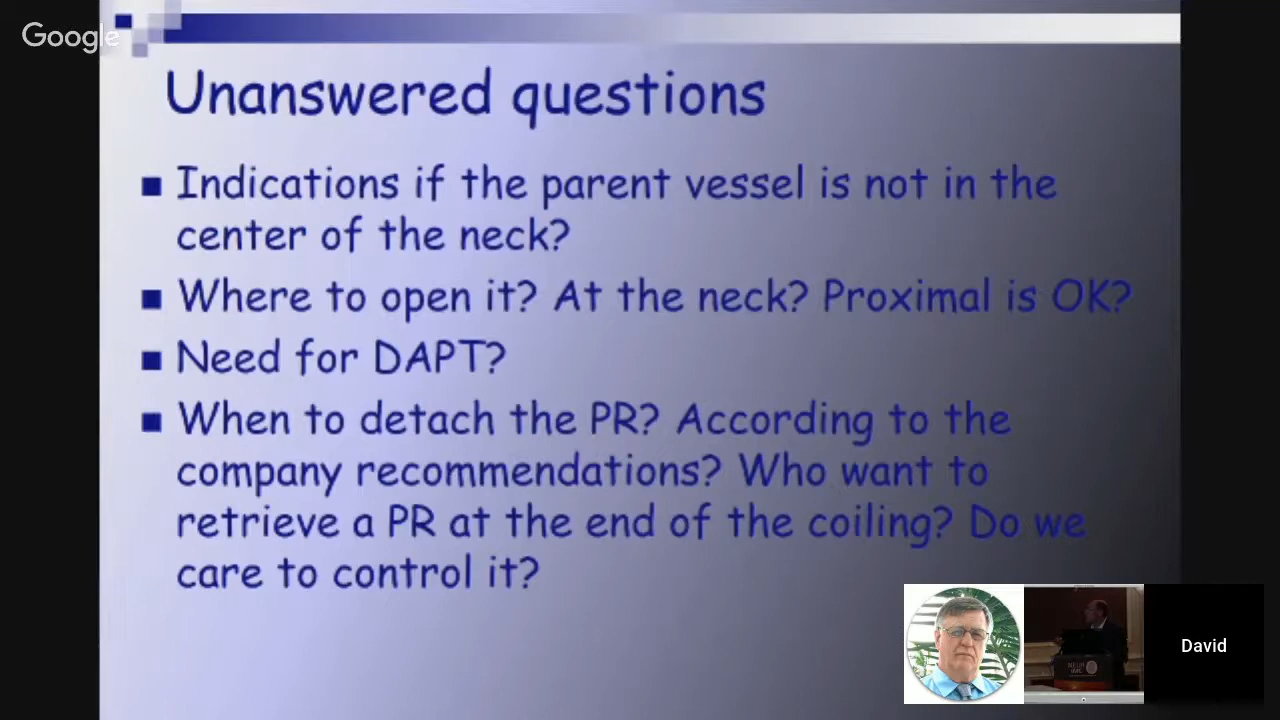 Google
Unanswered questions
Indications if the parent vessel is not in the
center of the neck?
Where to open it? At the neck? Proximal is OK?
Need for DAPT?
When to detach the PR? According to the
company recommendations? Who want to
retrieve a PR at the end of the coiling? Do we
care to control it?
David